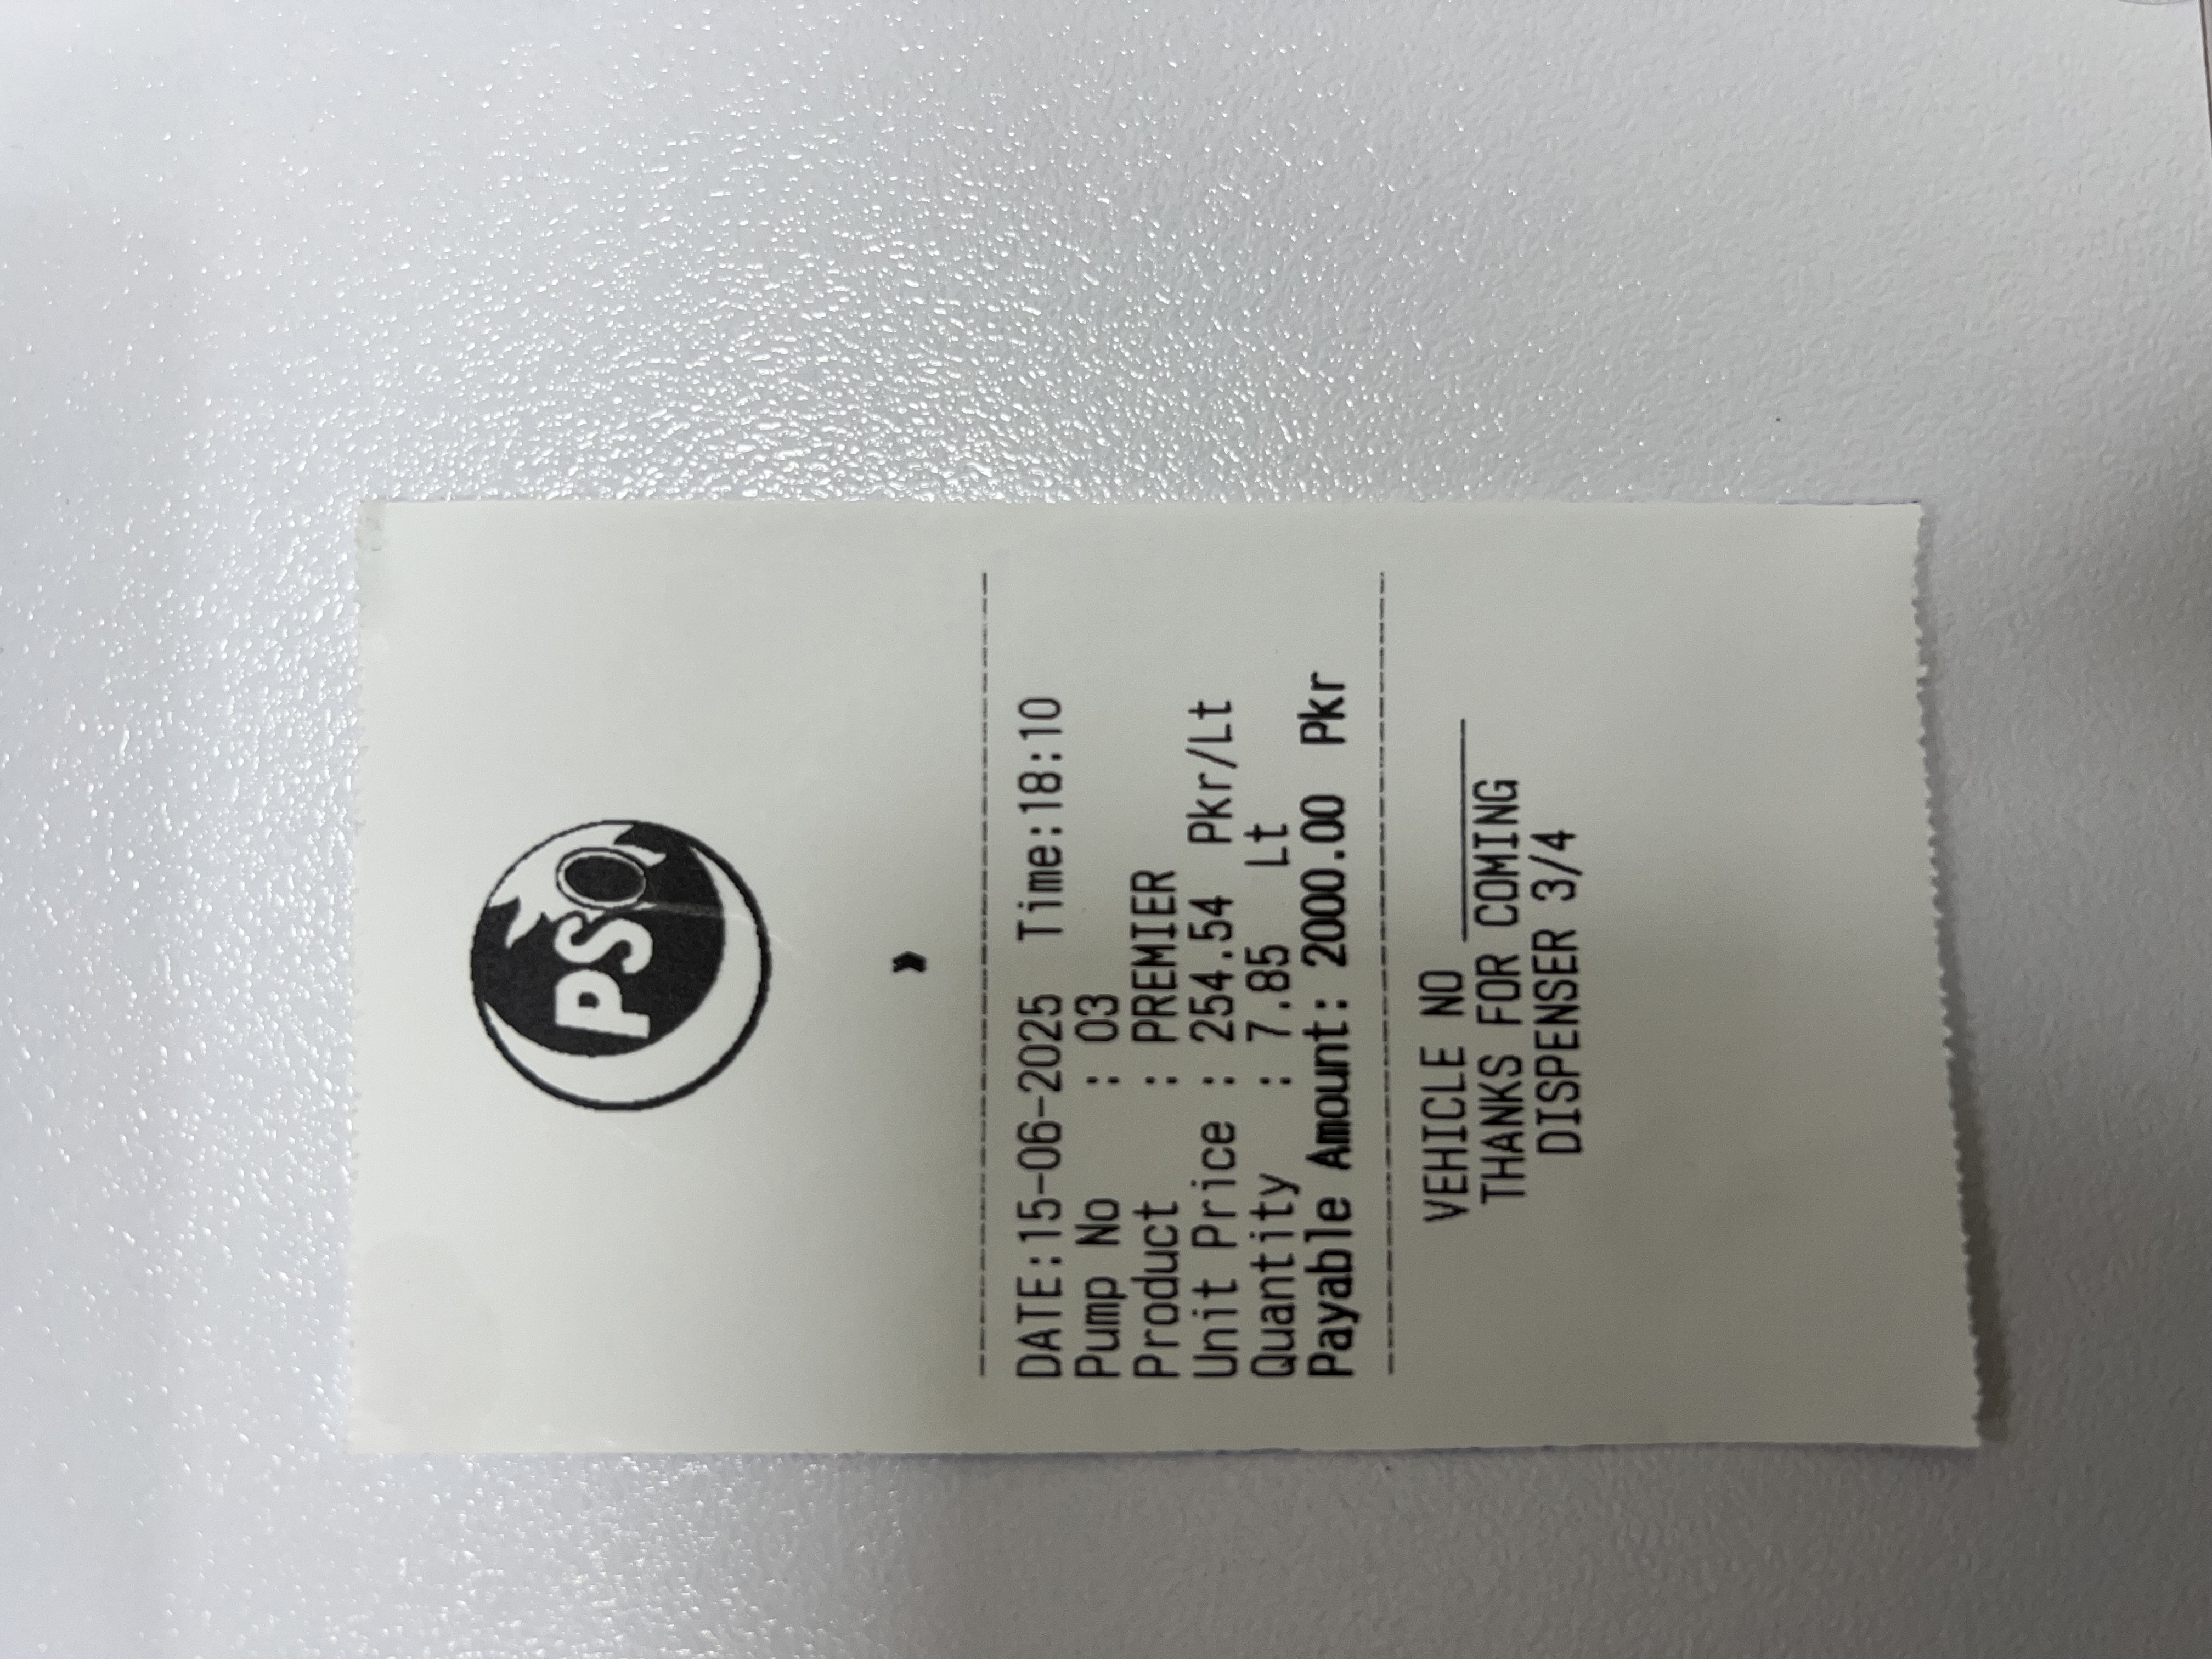 PSO
DATE:15-06-2025 Time:18:10
Pump No : 03
Product : PREMIER
Unit Price : 254.54 Pkr/Lt
Quantity : 7.85 Lt
Payable Amount: 2000.00 Pkr
VEHICLE NO ________
THANKS FOR COMING
DISPENSER 3/4